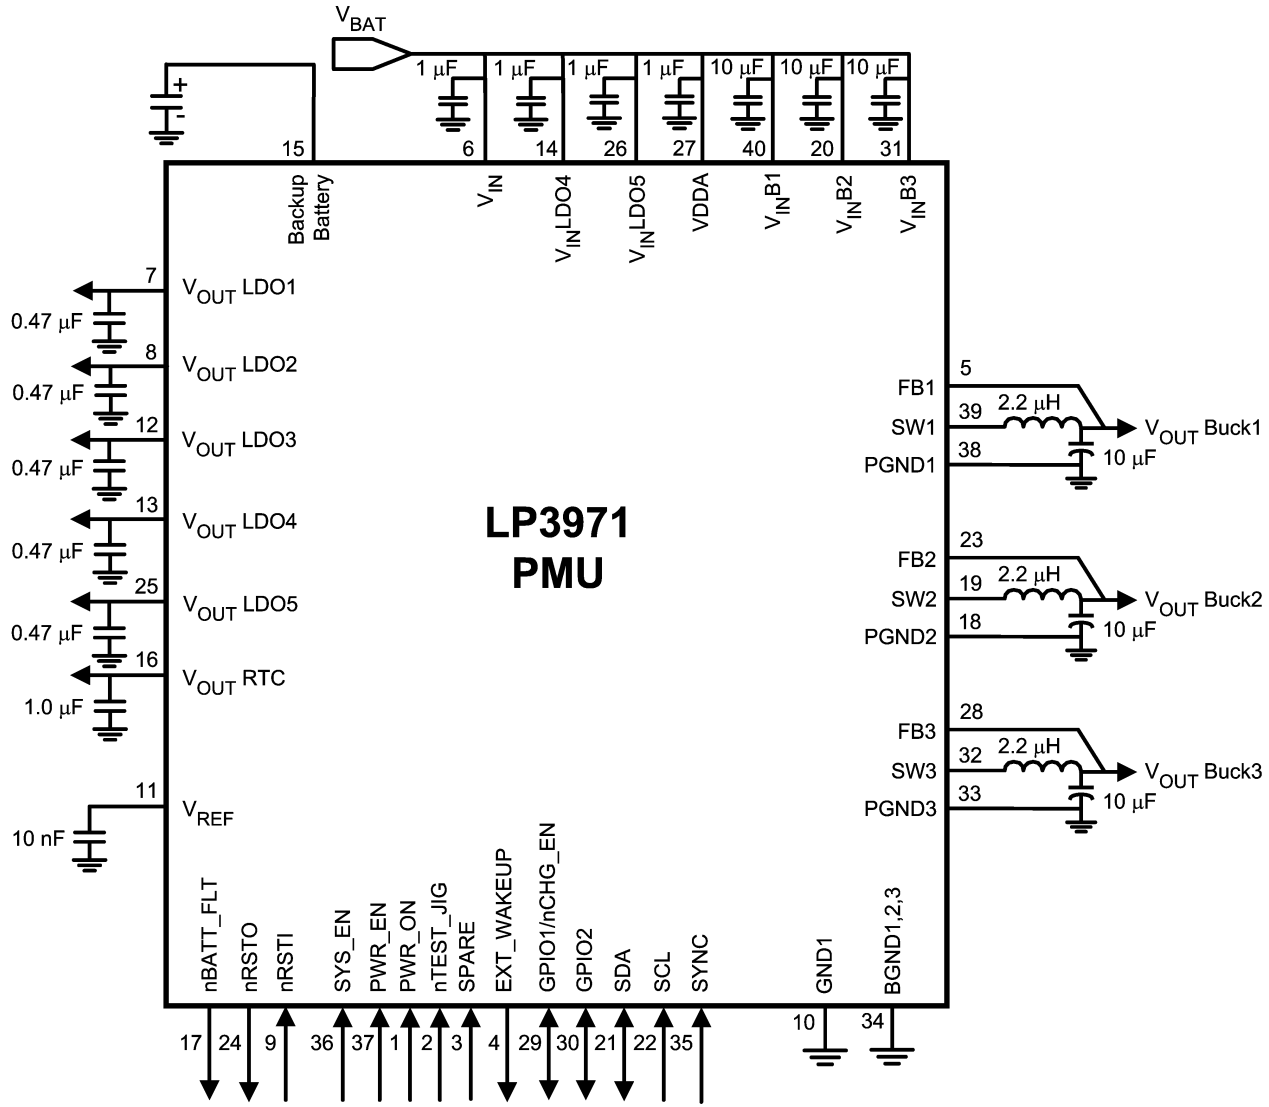 VBAT
+
-
1 µF 1 µF 1 µF 1 µF 10 µF 10 µF 10 µF
15 6 14 26 27 40 20 31
Backup
Battery
VIN
VINLDO4
VINLDO5
VDDA
VINB1
VINB2
VINB3
7
VOUT LDO1
0.47 µF
8
VOUT LDO2
0.47 µF
12
VOUT LDO3
0.47 µF
13
VOUT LDO4
0.47 µF
25
VOUT LDO5
0.47 µF
16
VOUT RTC
1.0 µF
11
VREF
10 nF
LP3971
PMU
5
FB1
39
2.2 µH
SW1
VOUT Buck1
38
10 µF
PGND1
23
FB2
19
2.2 µH
SW2
VOUT Buck2
18
10 µF
PGND2
28
FB3
32
2.2 µH
SW3
VOUT Buck3
33
10 µF
PGND3
nBATT_FLT
nRSTO
nRSTI
SYS_EN
PWR_EN
PWR_ON
nTEST_JIG
SPARE
EXT_WAKEUP
GPIO1/nCHG_EN
GPIO2
SDA
SCL
SYNC
GND1
BGND1,2,3
17 24 9 36 37 1 2 3 4 29 30 21 22 35 10 34